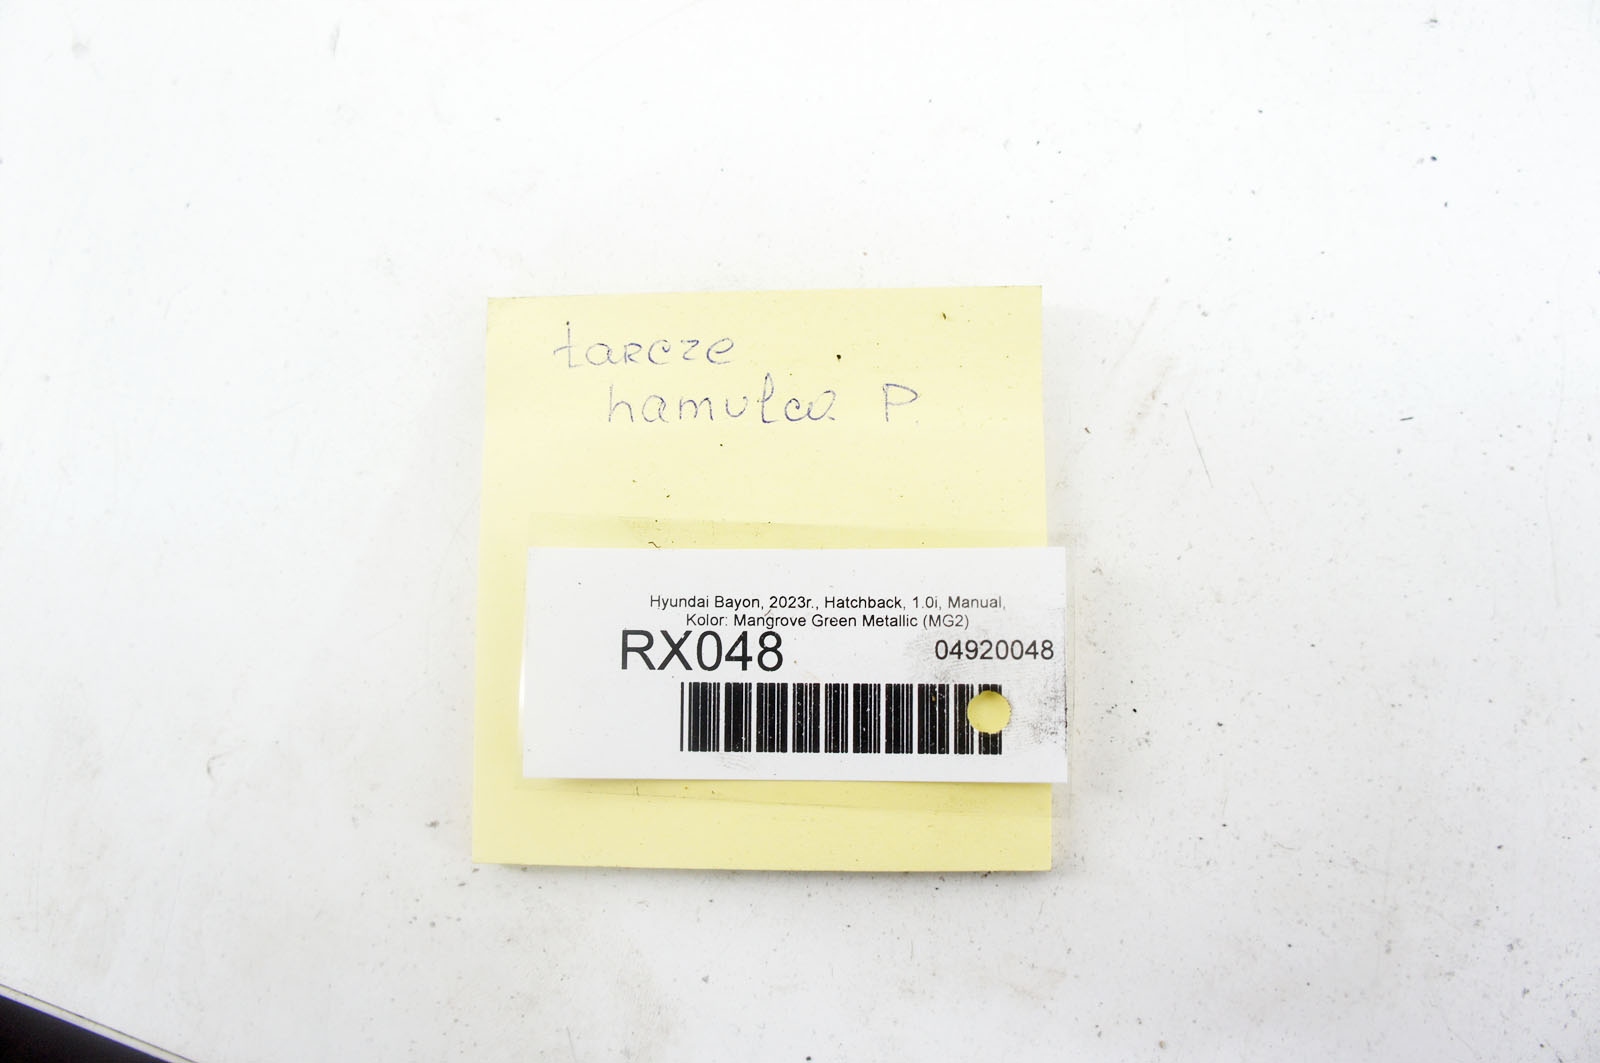 tarcze
hamulca P.
Hyundai Bayon, 2023r., Hatchback, 1.0i, Manual,
Kolor: Mangrove Green Metallic (MG2)
RX048 04920048